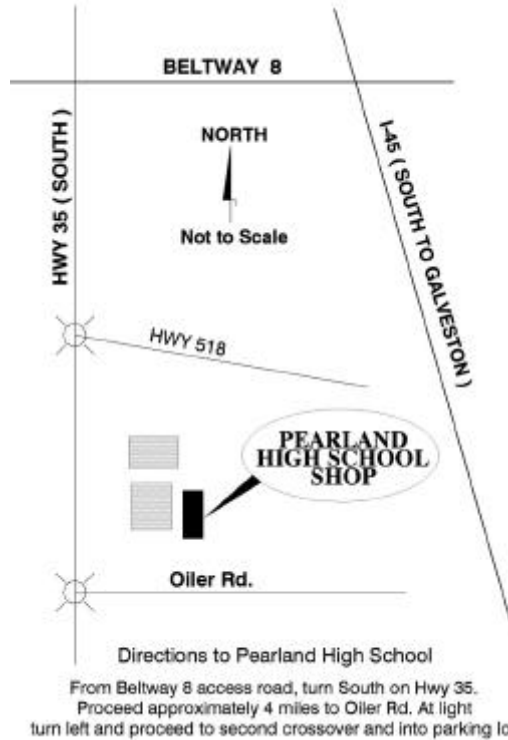 BELTWAY 8
I-45 ( SOUTH TO GALVESTON )
HWY 35 ( SOUTH )
NORTH
Not to Scale
HWY 518
PEARLAND
HIGH SCHOOL
SHOP
Oiler Rd.
Directions to Pearland High School
From Beltway 8 access road, turn South on Hwy 35.
Proceed approximately 4 miles to Oiler Rd. At light
turn left and proceed to second crossover and into parking